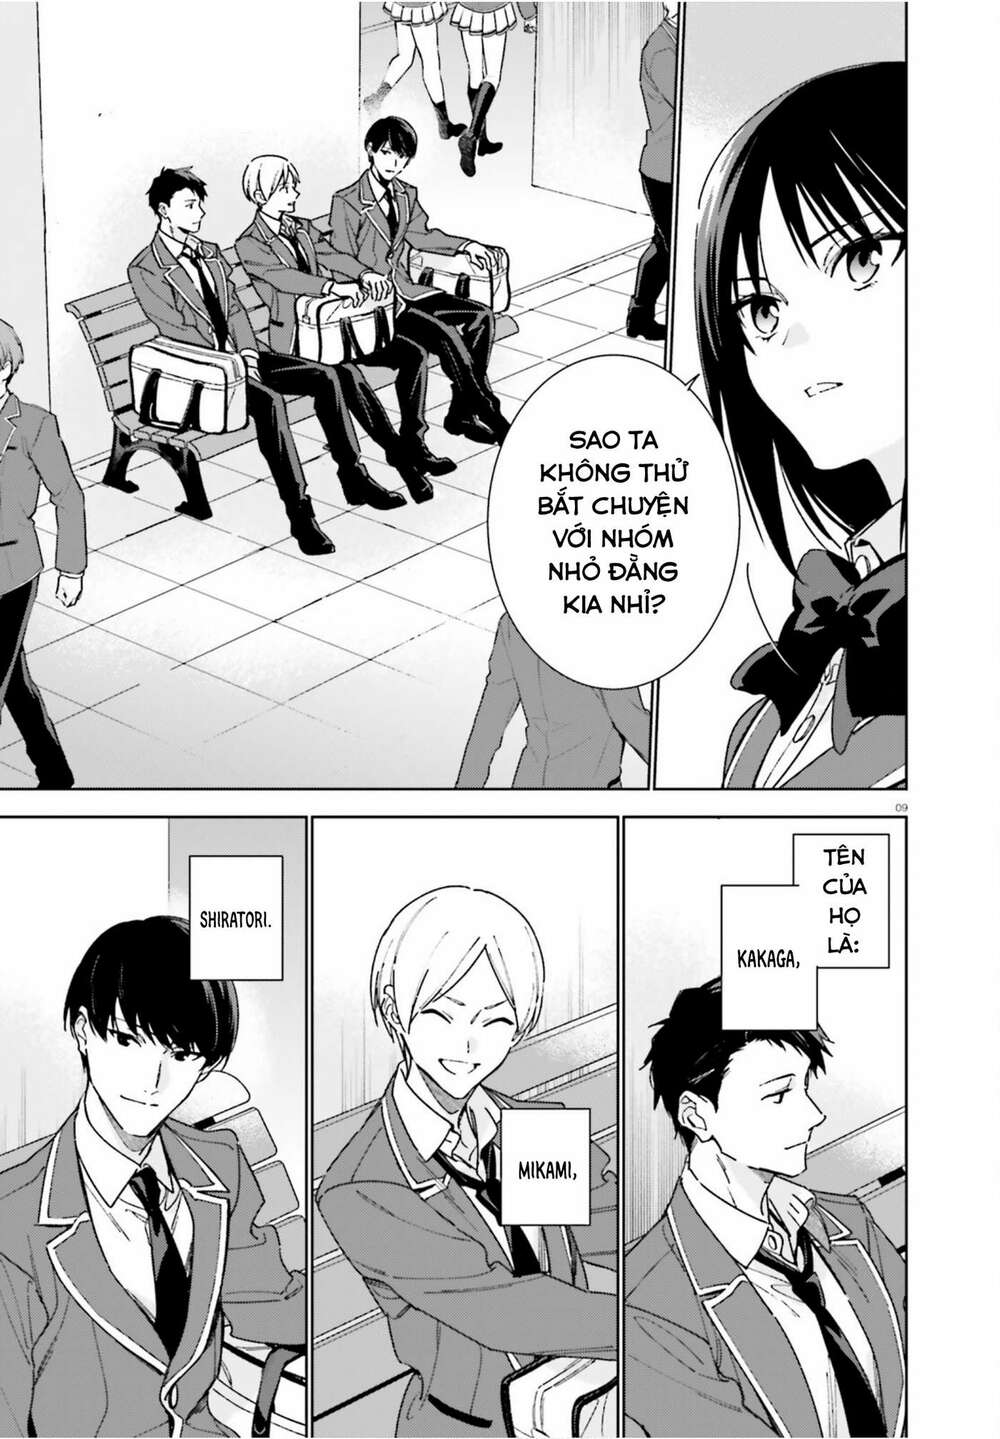 SAO TA
KHÔNG THỬ
BẮT CHUYỆN
VỚI NHÓM
NHỎ ĐẰNG
KIA NHỈ?
09
TÊN
CỦA
HỌ
LÀ:
KAKAGA,
MIKAMI,
SHIRATORI.